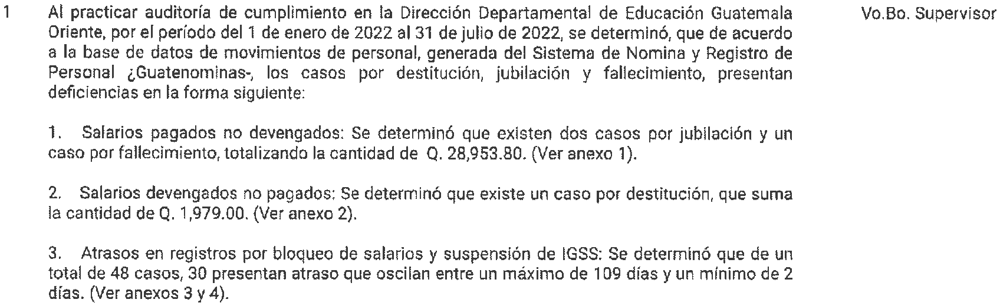 1 Al practicar auditoría de cumplimiento en la Dirección Departamental de Educación Guatemala Vo.Bo. Supervisor
Oriente, por el período del 1 de enero de 2022 al 31 de julio de 2022, se determinó, que de acuerdo
a la base de datos de movimientos de personal, generada del Sistema de Nomina y Registro de
Personal ¿Guatenominas-, los casos por destitución, jubilación y fallecimiento, presentan
deficiencias en la forma siguiente:
1. Salarios pagados no devengados: Se determinó que existen dos casos por jubilación y un
caso por fallecimiento, totalizando la cantidad de Q. 28,953.80. (Ver anexo 1).
2. Salarios devengados no pagados: Se determinó que existe un caso por destitución, que suma
la cantidad de Q. 1,979.00. (Ver anexo 2).
3. Atrasos en registros por bloqueo de salarios y suspensión de IGSS: Se determinó que de un
total de 48 casos, 30 presentan atraso que oscilan entre un máximo de 109 días y un mínimo de 2
días. (Ver anexos 3 y 4).